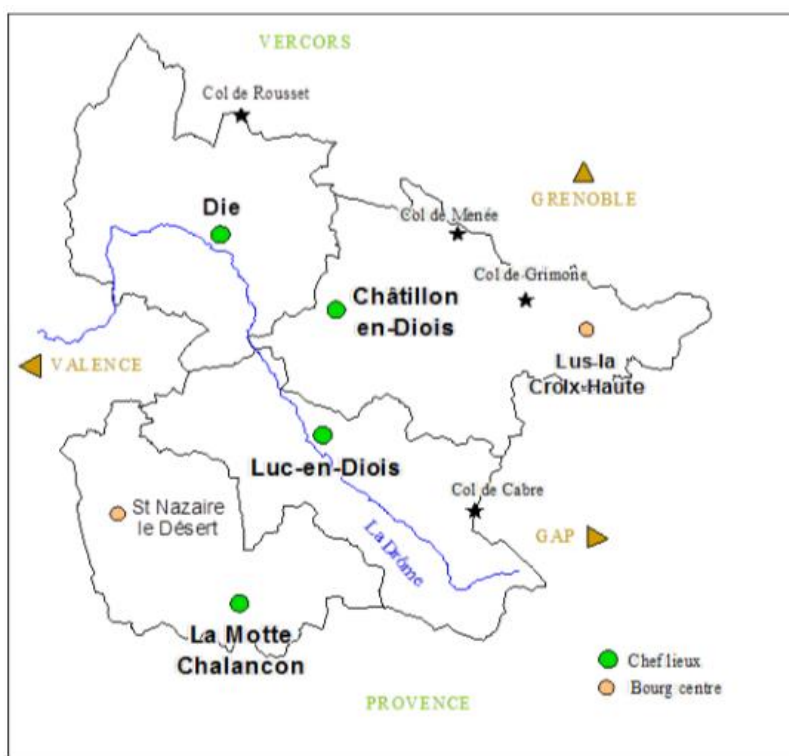 VERCORS
Col de Rousset
GRENOBLE
Die
Col de Menée
Col de Grimone
Châtillon
en-Diois
Lus-la
Croix-Haute
VALENCE
Luc-en-Diois
Col de Cabre
St Nazaire
le Désert
La Drôme
GAP
La Motte
Chalancon
Chef lieux
Bourg centre
PROVENCE